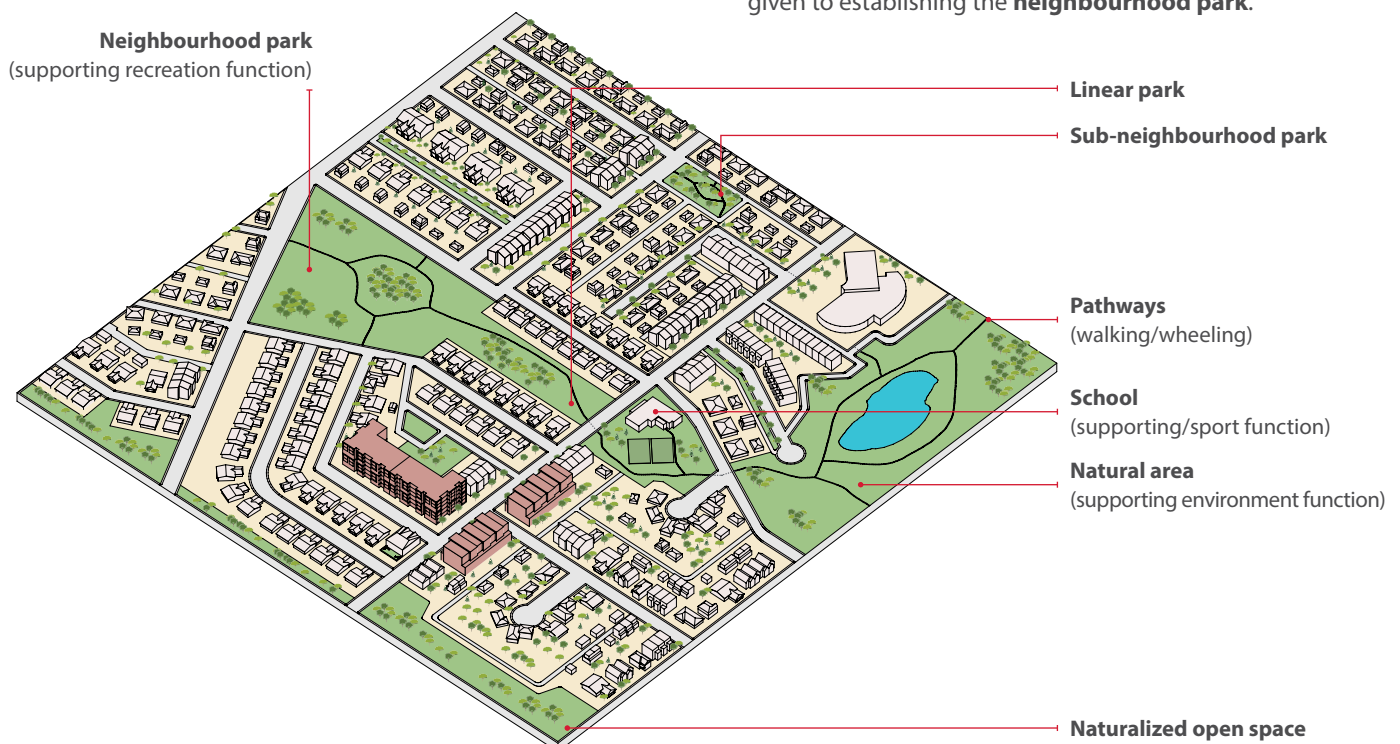 given to establishing the neighbourhood park.
Neighbourhood park
(supporting recreation function)
Linear park
Sub-neighbourhood park
Pathways
(walking/wheeling)
School
(supporting/sport function)
Natural area
(supporting environment function)
Naturalized open space